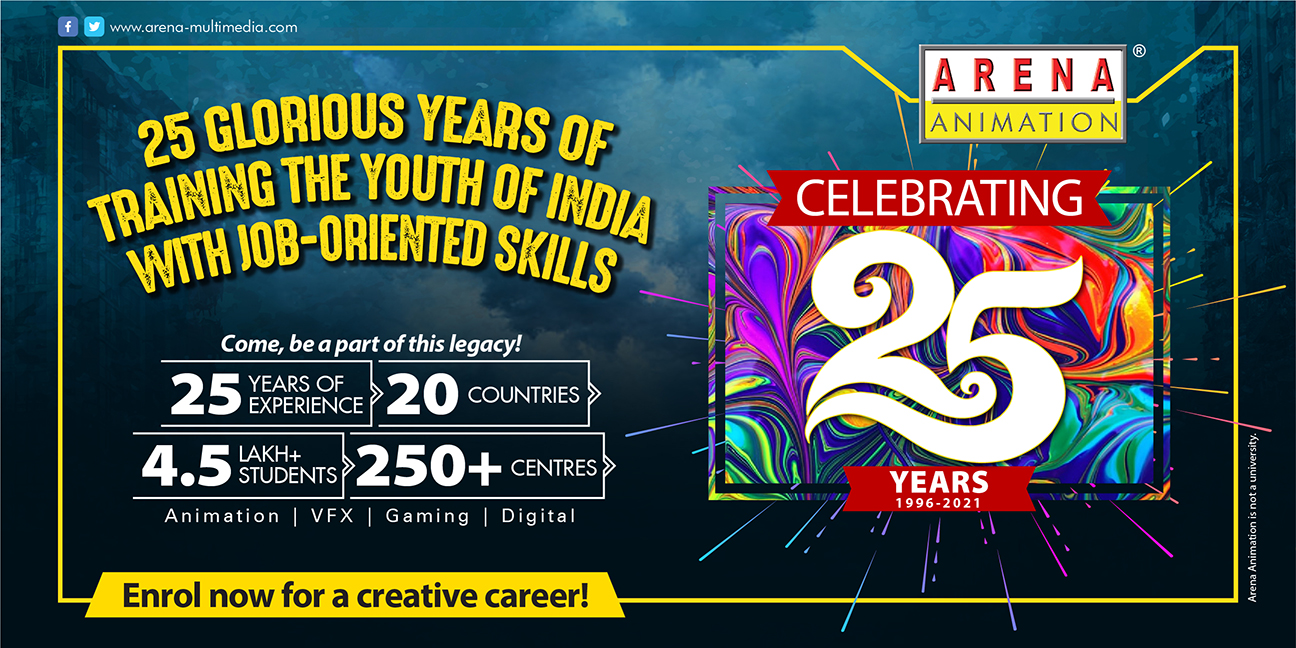 www.arena-multimedia.com
ARENA
ANIMATION
®
25 GLORIOUS YEARS OF
TRAINING THE YOUTH OF INDIA
WITH JOB-ORIENTED SKILLS
CELEBRATING
25
YEARS
1996-2021
Come, be a part of this legacy!
25 YEARS OF
EXPERIENCE
20 COUNTRIES
4.5 LAKH+
STUDENTS
250+ CENTRES
Animation | VFX | Gaming | Digital
Enrol now for a creative career!
Arena Animation is not a university.